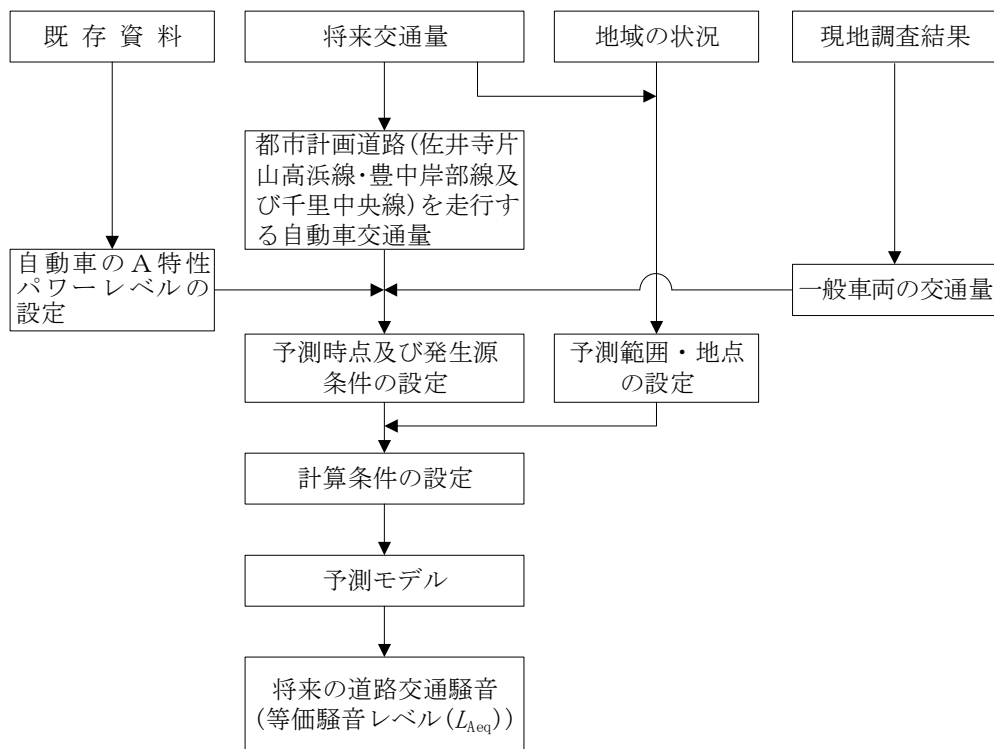 既存資料
将来交通量
地域の状況
現地調査結果
都市計画道路(佐井寺片
山高浜線･豊中岸部線及
び千里中央線)を走行す
る自動車交通量
自動車のA特性
パワーレベルの
設定
一般車両の交通量
予測時点及び発生源
条件の設定
予測範囲・地点
の設定
計算条件の設定
予測モデル
将来の道路交通騒音
(等価騒音レベル(LAeq))